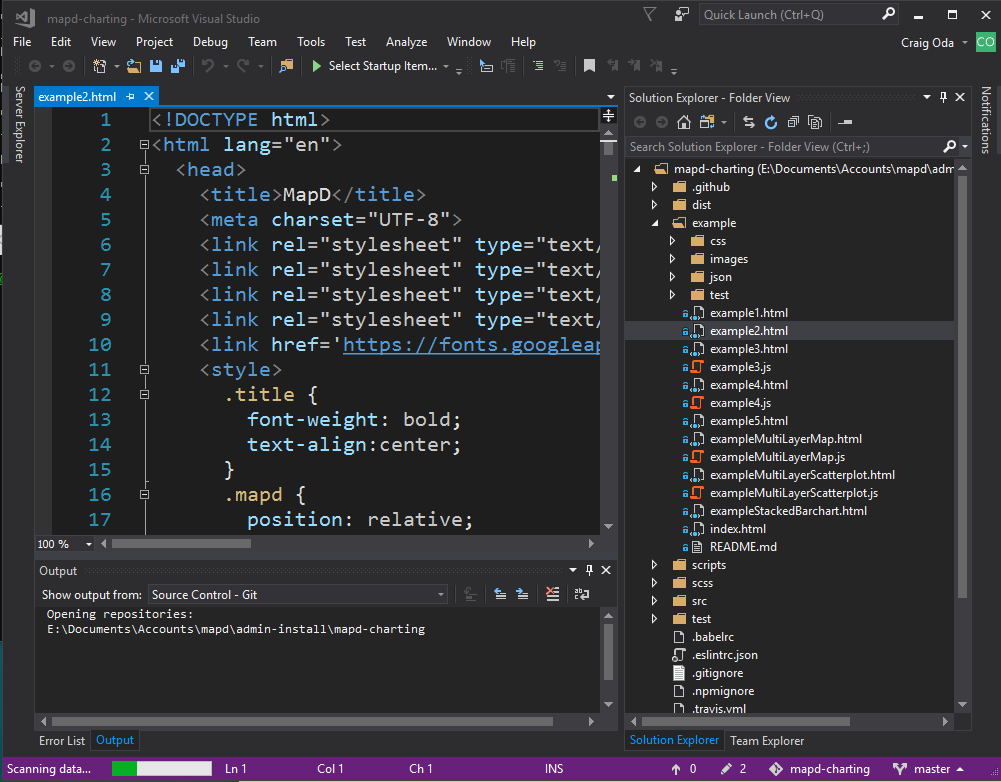 mapd-charting - Microsoft Visual Studio
Quick Launch (Ctrl+Q)
File Edit View Project Debug Team Tools Test Analyze Window Help
Craig Oda
CO
Select Startup Item...
Server Explorer
example2.html
1 <!DOCTYPE html>
2 <html lang="en">
3 <head>
4 <title>MapD</title>
5 <meta charset="UTF-8">
6 <link rel="stylesheet" type="text/
7 <link rel="stylesheet" type="text/
8 <link rel="stylesheet" type="text/
9 <link rel="stylesheet" type="text/
10 <link href='https://fonts.googleap
11 <style>
12 .title {
13 font-weight: bold;
14 text-align:center;
15 }
16 .mapd {
17 position: relative;
100 %
Output
Show output from: Source Control - Git
Opening repositories:
E:\Documents\Accounts\mapd\admin-install\mapd-charting
Error List Output
Solution Explorer - Folder View
Search Solution Explorer - Folder View (Ctrl+;)
mapd-charting (E:\Documents\Accounts\mapd\adm
.github
dist
example
css
images
json
test
example1.html
example2.html
example3.html
example3.js
example4.html
example4.js
example5.html
exampleMultiLayerMap.html
exampleMultiLayerMap.js
exampleMultiLayerScatterplot.html
exampleMultiLayerScatterplot.js
exampleStackedBarchart.html
index.html
README.md
scripts
scss
src
test
.babelrc
.eslintrc.json
.gitignore
.npmignore
.travis.yml
Solution Explorer Team Explorer
Notifications
Scanning data... Ln 1 Col 1 Ch 1 INS 0 2 mapd-charting master